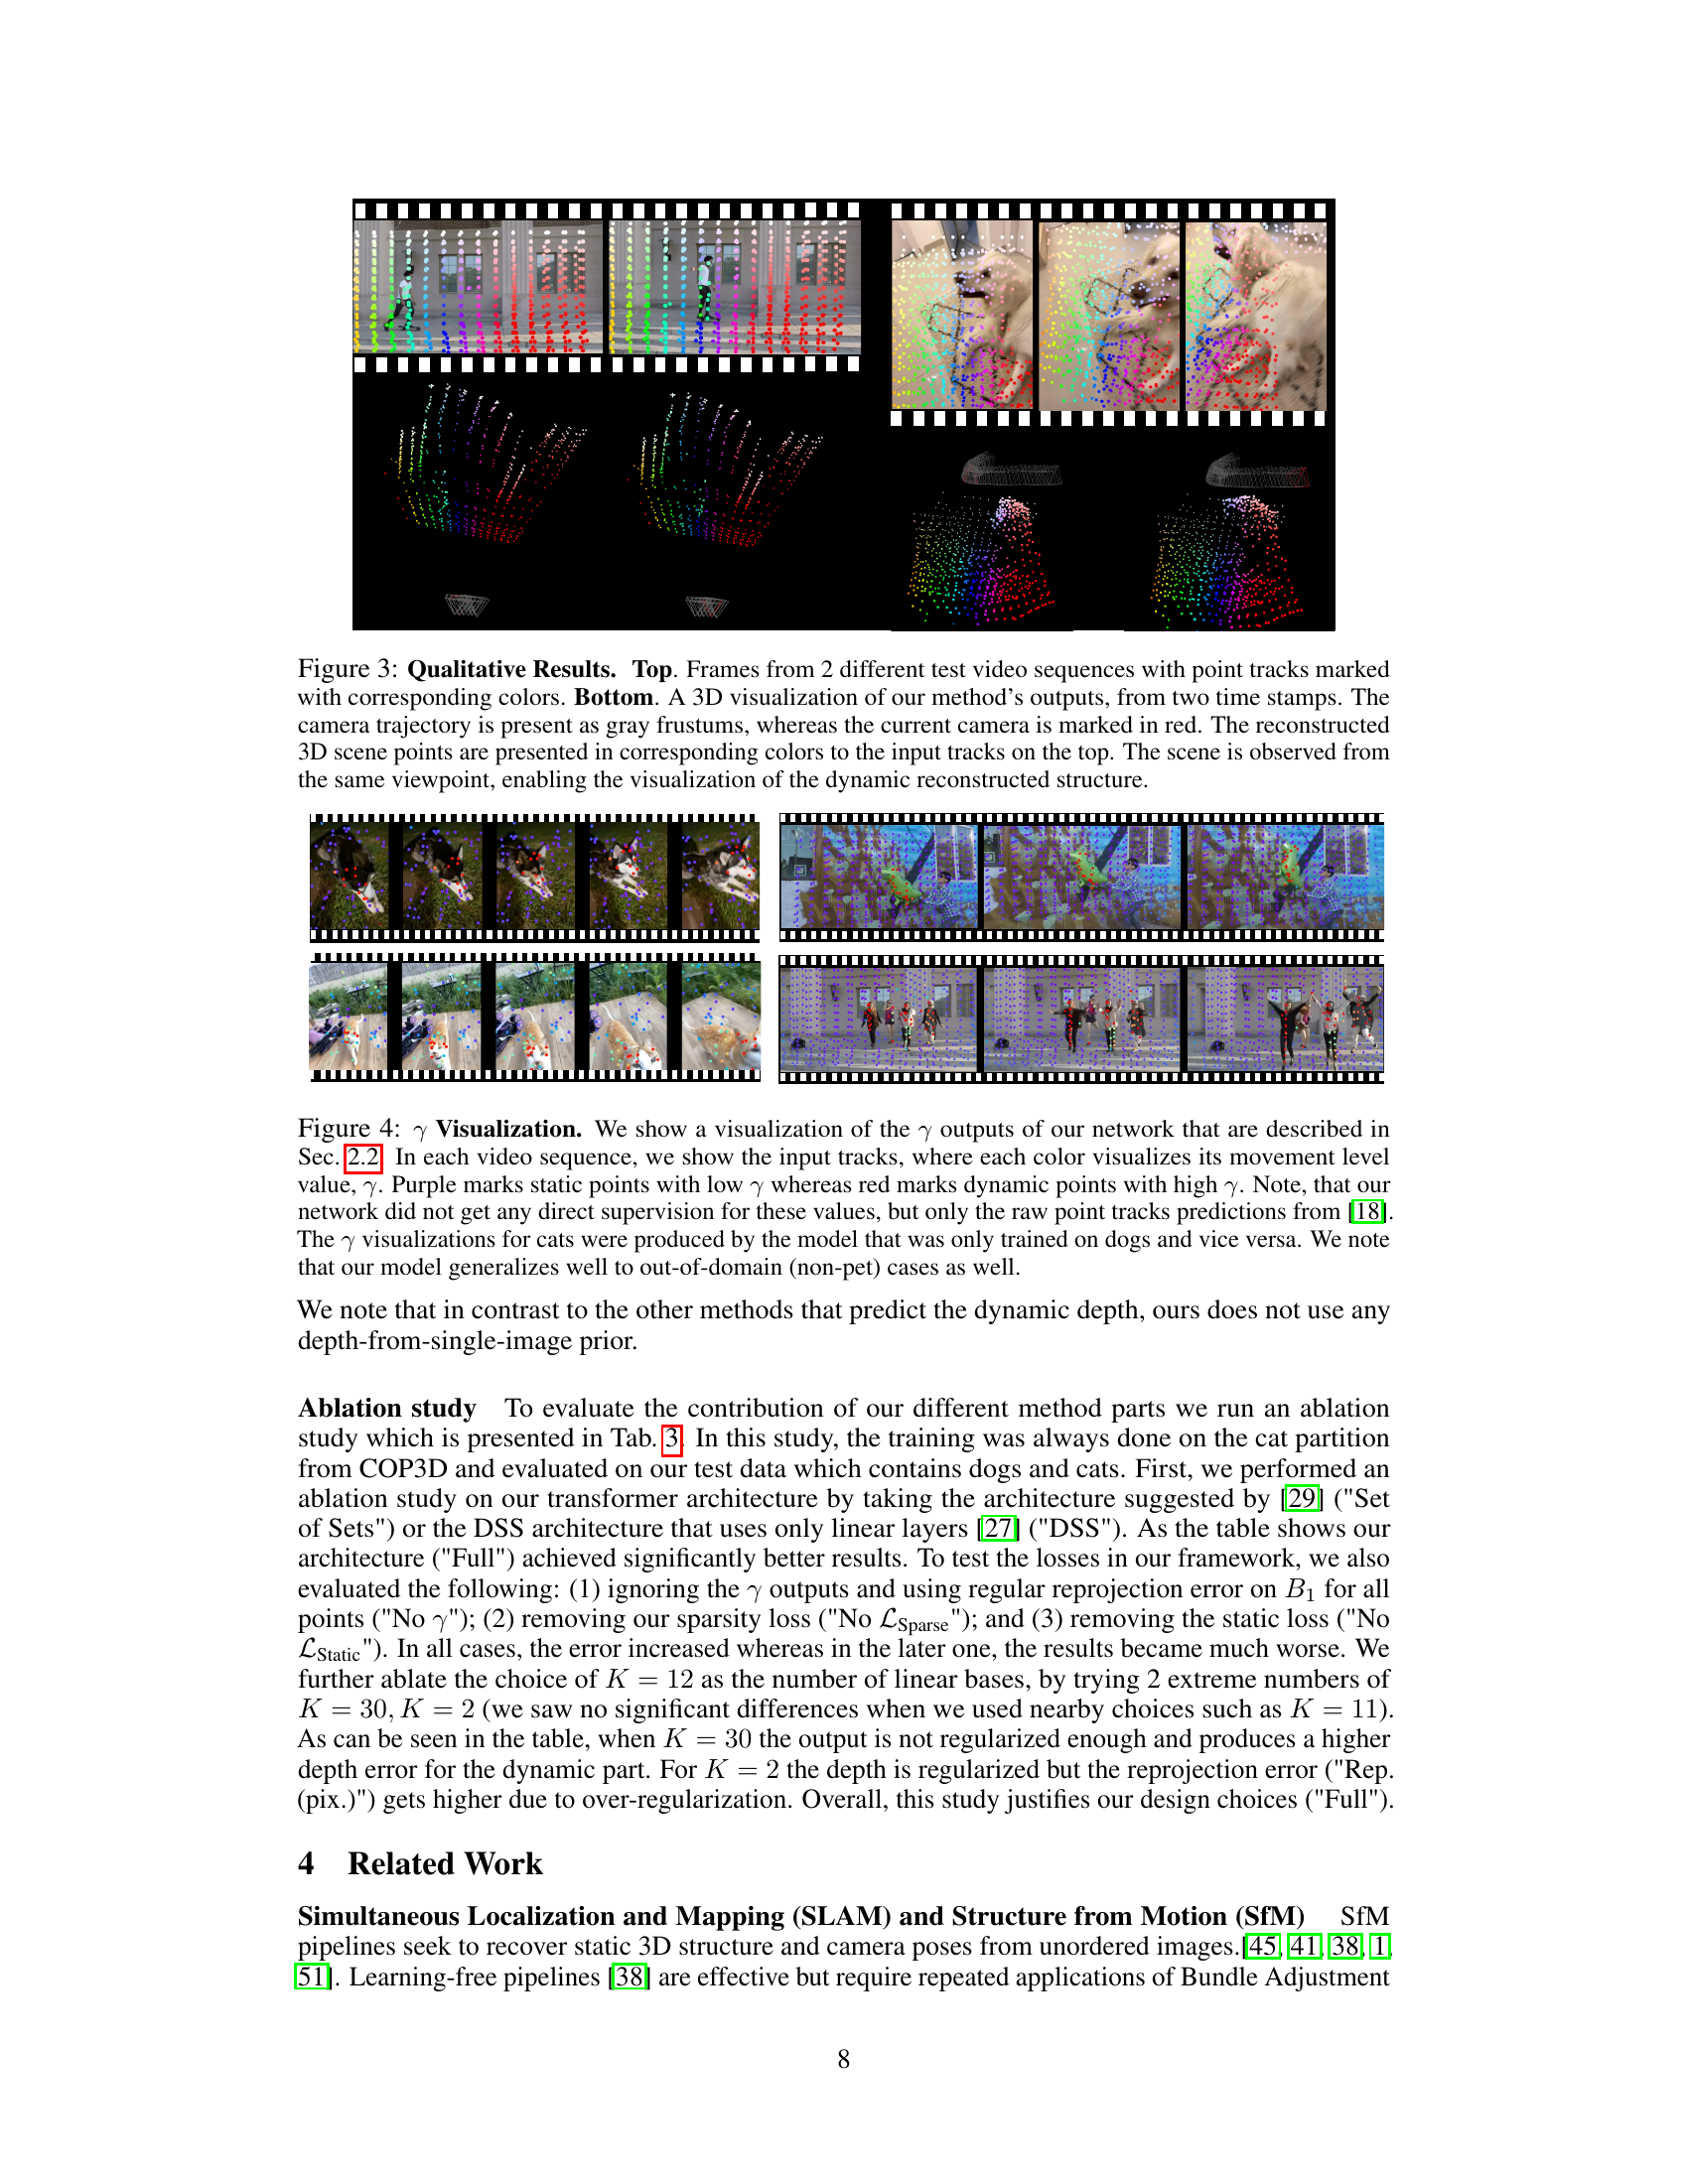 Figure 3: Qualitative Results. Top. Frames from 2 different test video sequences with point tracks marked
with corresponding colors. Bottom. A 3D visualization of our method's outputs, from two time stamps. The
camera trajectory is present as gray frustums, whereas the current camera is marked in red. The reconstructed
3D scene points are presented in corresponding colors to the input tracks on the top. The scene is observed from
the same viewpoint, enabling the visualization of the dynamic reconstructed structure.
Figure 4: γ Visualization. We show a visualization of the γ outputs of our network that are described in
Sec. 2.2. In each video sequence, we show the input tracks, where each color visualizes its movement level
value, γ. Purple marks static points with low γ whereas red marks dynamic points with high γ. Note, that our
network did not get any direct supervision for these values, but only the raw point tracks predictions from [18].
The γ visualizations for cats were produced by the model that was only trained on dogs and vice versa. We note
that our model generalizes well to out-of-domain (non-pet) cases as well.
We note that in contrast to the other methods that predict the dynamic depth, ours does not use any
depth-from-single-image prior.
Ablation study To evaluate the contribution of our different method parts we run an ablation
study which is presented in Tab. 3. In this study, the training was always done on the cat partition
from COP3D and evaluated on our test data which contains dogs and cats. First, we performed an
ablation study on our transformer architecture by taking the architecture suggested by [29] ("Set
of Sets") or the DSS architecture that uses only linear layers [27] ("DSS"). As the table shows our
architecture ("Full") achieved significantly better results. To test the losses in our framework, we also
evaluated the following: (1) ignoring the γ outputs and using regular reprojection error on B₁ for all
points ("No γ"); (2) removing our sparsity loss ("No ℒSparse"); and (3) removing the static loss ("No
ℒStatic"). In all cases, the error increased whereas in the later one, the results became much worse. We
further ablate the choice of K = 12 as the number of linear bases, by trying 2 extreme numbers of
K = 30, K = 2 (we saw no significant differences when we used nearby choices such as K = 11).
As can be seen in the table, when K = 30 the output is not regularized enough and produces a higher
depth error for the dynamic part. For K = 2 the depth is regularized but the reprojection error ("Rep.
(pix.)") gets higher due to over-regularization. Overall, this study justifies our design choices ("Full").
4 Related Work
Simultaneous Localization and Mapping (SLAM) and Structure from Motion (SfM) SfM
pipelines seek to recover static 3D structure and camera poses from unordered images.[45, 41, 38, 1,
51]. Learning-free pipelines [38] are effective but require repeated applications of Bundle Adjustment
8